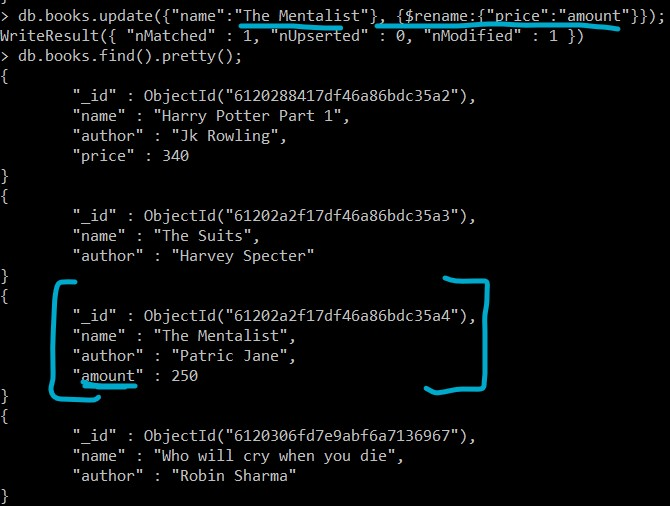 > db.books.update({"name":"The Mentalist"}, {$rename:{"price":"amount"}});
WriteResult({ "nMatched" : 1, "nUpserted" : 0, "nModified" : 1 })
> db.books.find().pretty();
{
"_id" : ObjectId("6120288417df46a86bdc35a2"),
"name" : "Harry Potter Part 1",
"author" : "Jk Rowling",
"price" : 340
}
{
"_id" : ObjectId("61202a2f17df46a86bdc35a3"),
"name" : "The Suits",
"author" : "Harvey Specter"
}
{
"_id" : ObjectId("61202a2f17df46a86bdc35a4"),
"name" : "The Mentalist",
"author" : "Patric Jane",
"amount" : 250
}
{
"_id" : ObjectId("6120306fd7e9abf6a7136967"),
"name" : "Who will cry when you die",
"author" : "Robin Sharma"
}